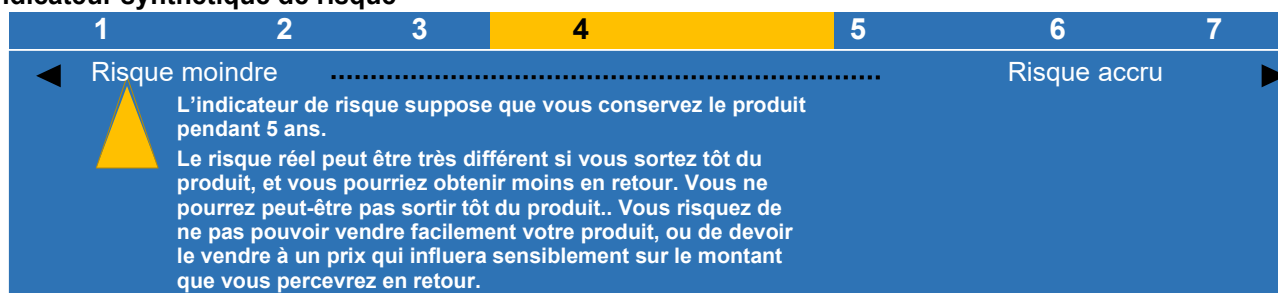 ndicateur synthétique de risque
1 2 3 4 5 6 7
◄ Risque moindre ........................................................................ Risque accru ►
L’indicateur de risque suppose que vous conservez le produit
pendant 5 ans.
Le risque réel peut être très différent si vous sortez tôt du
produit, et vous pourriez obtenir moins en retour. Vous ne
pourrez peut-être pas sortir tôt du produit.. Vous risquez de
ne pas pouvoir vendre facilement votre produit, ou de devoir
le vendre à un prix qui influera sensiblement sur le montant
que vous percevrez en retour.